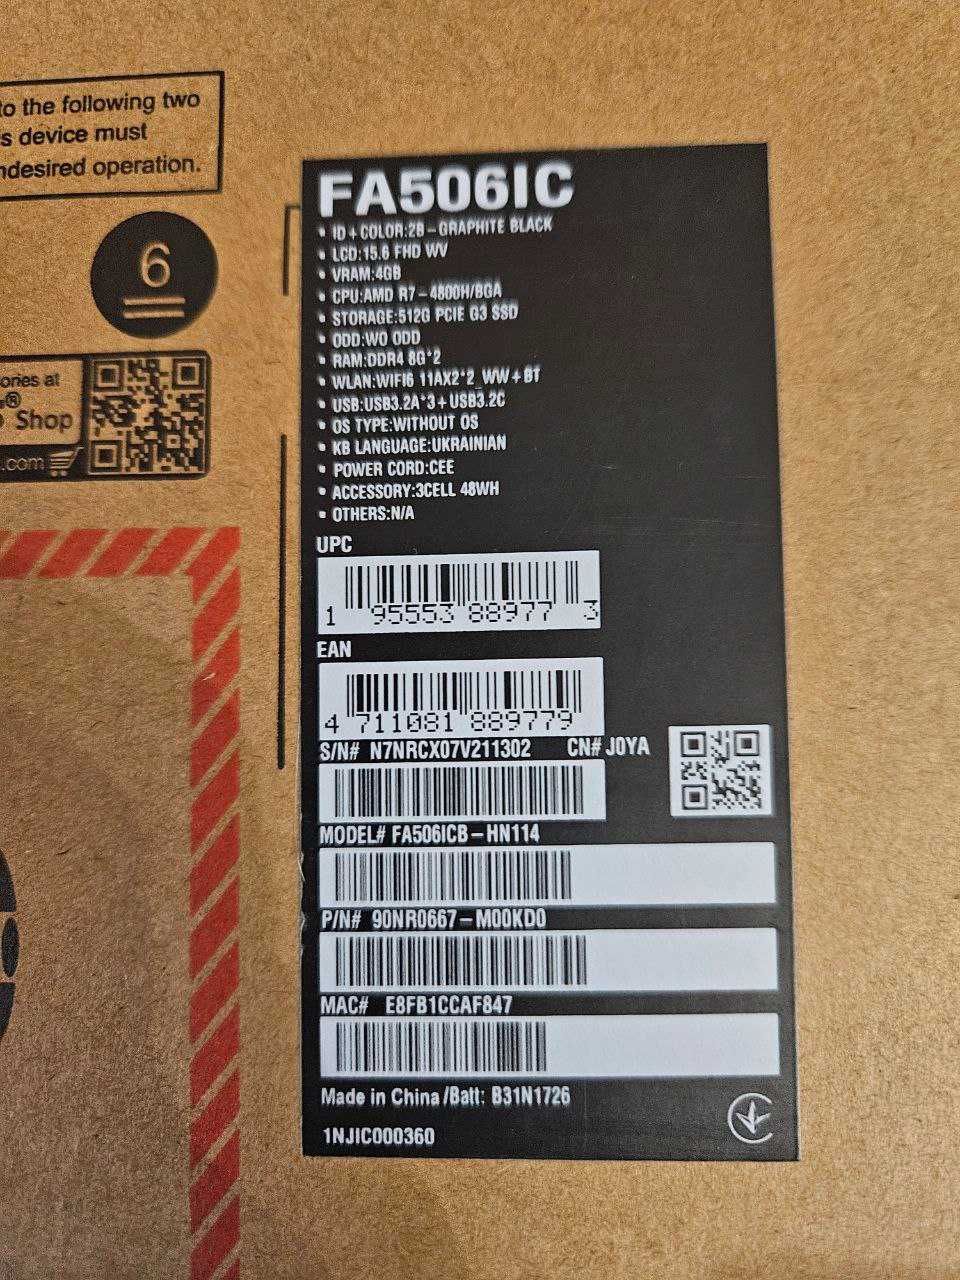 to the following two
s device must
ndesired operation.
6
ories at
®
Shop
.com
FA506IC
• ID+COLOR:2B-GRAPHITE BLACK
• LCD:15.6 FHD WV
• VRAM:4GB
• CPU:AMD R7-4800H/BGA
• STORAGE:512G PCIE G3 SSD
• ODD:WO ODD
• RAM:DDR4 8G*2
• WLAN:WIFI6 11AX2*2_WW+BT
• USB:USB3.2A*3+USB3.2C
• OS TYPE:WITHOUT OS
• KB LANGUAGE:UKRAINIAN
• POWER CORD:CEE
• ACCESSORY:3CELL 48WH
• OTHERS:N/A
UPC
1 95553 88977 3
EAN
4 711081 889779
S/N# N7NRCX07V211302 CN# J0YA
MODEL# FA506ICB-HN114
P/N# 90NR0667-M00KD0
MAC# E8FB1CCAF847
Made in China /Batt: B31N1726
1NJIC000360